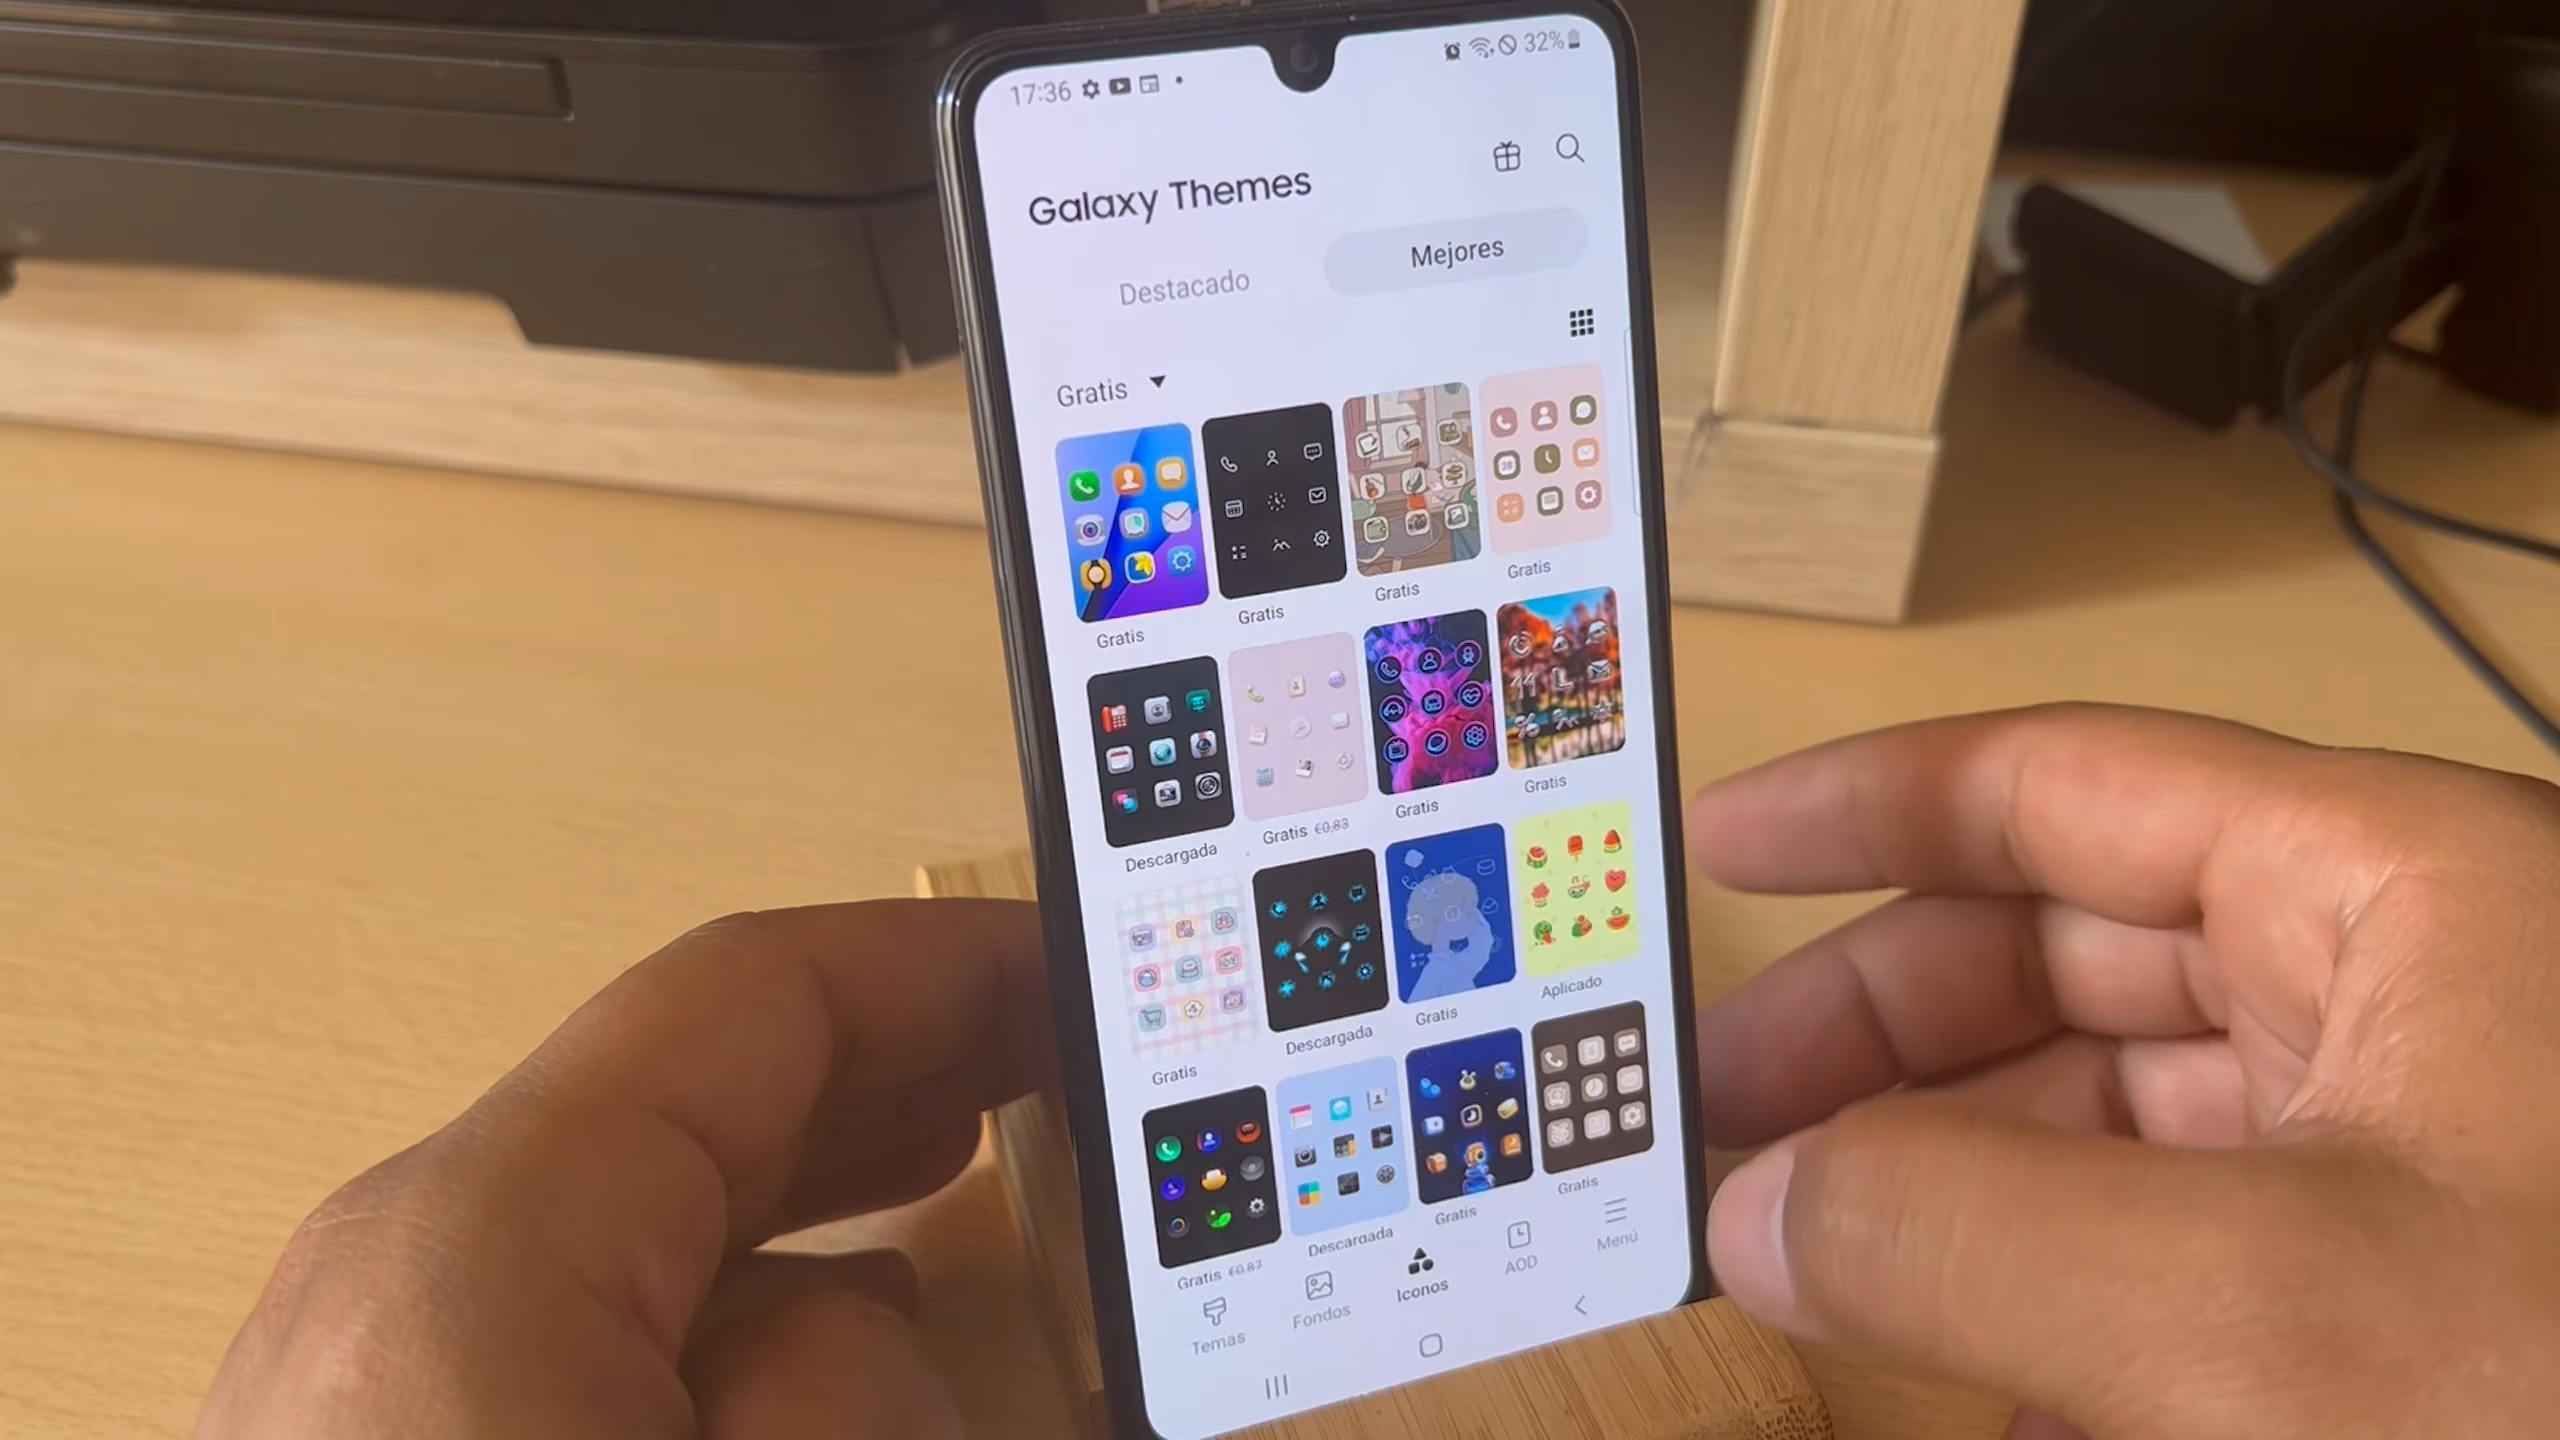 17:36
32%
Galaxy Themes
Destacado
Mejores
Gratis
Gratis
Gratis
Gratis
Gratis
Descargada
Gratis €0,83
Gratis
Gratis
Gratis
Descargada
Gratis
Aplicado
Gratis €0,87
Descargada
Gratis
Gratis
Temas
Fondos
Iconos
AOD
Menú